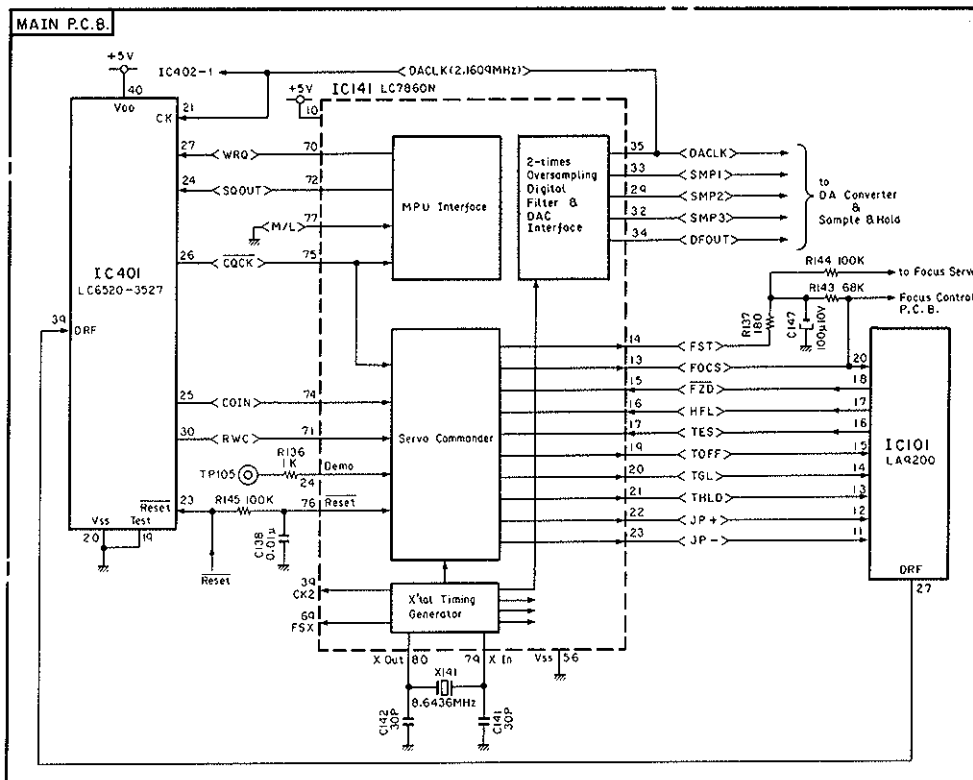 MAIN P.C.B.
+5V
40
VDD
IC402-1
<DACLK(2.1609MHz)>
IC141 LC7860N
+5V
10
21
CK
27 <WRQ> 70
24 <SQOUT> 72
<M/L> 77
26 <CQCK> 75
MPU Interface
2-times
Oversampling
Digital
Filter &
DAC
Interface
35 <DACLK>
33 <SMP1>
29 <SMP2>
32 <SMP3>
34 <DFOUT>
to
DA Converter
&
Sample & Hold
IC401
LC6520-3527
39
DRF
R144 100K
to Focus Serv
R143 68K
Focus Control
P.C.B.
R137
180
C147
100μ10V
14 <FST>
13 <FOCS> 20
15 <FZD> 18
16 <HFL> 17
17 <TES> 16
19 <TOFF> 15
20 <TGL> 14
21 <THLD> 13
22 <JP+> 12
23 <JP-> 11
IC101
LA9200
DRF
27
Servo Commander
25 <COIN> 74
30 <RWC> 71
R136
1K
TP105
24
Demo
Reset
23 R145 100K 76 Reset
C138
0.01μ
Reset
Vss
20
Test
19
39
CK2
69
FSX
X'tal Timing
Generator
X Out 80
79 X In
Vss 56
X141
8.6436MHz
C142
30P
C141
30P